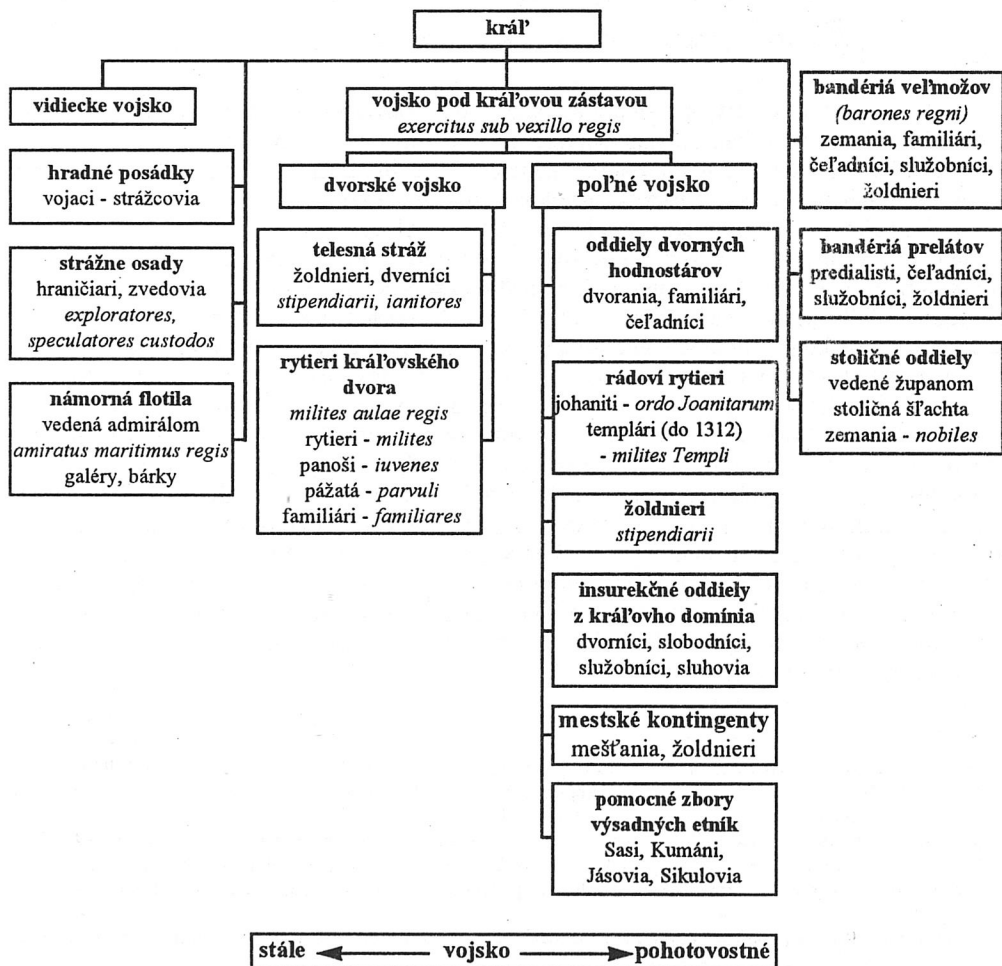 kráľ
vidiecke vojsko
hradné posádky
vojaci - strážcovia
strážne osady
hraničiari, zvedovia
exploratores,
speculatores custodos
námorná flotila
vedená admirálom
amiratus maritimus regis
galéry, bárky
vojsko pod kráľovou zástavou
exercitus sub vexillo regis
dvorské vojsko
telesná stráž
žoldnieri, dverníci
stipendiarii, ianitores
rytieri kráľovského
dvora
milites aulae regis
rytieri - milites
panoši - iuvenes
pážatá - parvuli
familiári - familiares
poľné vojsko
oddiely dvorných
hodnostárov
dvorania, familiári,
čeľadníci
rádoví rytieri
johaniti - ordo Joanitarum
templári (do 1312)
- milites Templi
žoldnieri
stipendiarii
insurekčné oddiely
z kráľovho domínia
dvorníci, slobodníci,
služobníci, sluhovia
mestské kontingenty
mešťania, žoldnieri
pomocné zbory
výsadných etník
Sasi, Kumáni,
Jásovia, Sikulovia
bandériá veľmožov
(barones regni)
zemania, familiári,
čeľadníci, služobníci,
žoldnieri
bandériá prelátov
predialisti, čeľadníci,
služobníci, žoldnieri
stoličné oddiely
vedené županom
stoličná šľachta
zemania - nobiles
stále vojsko pohotovostné